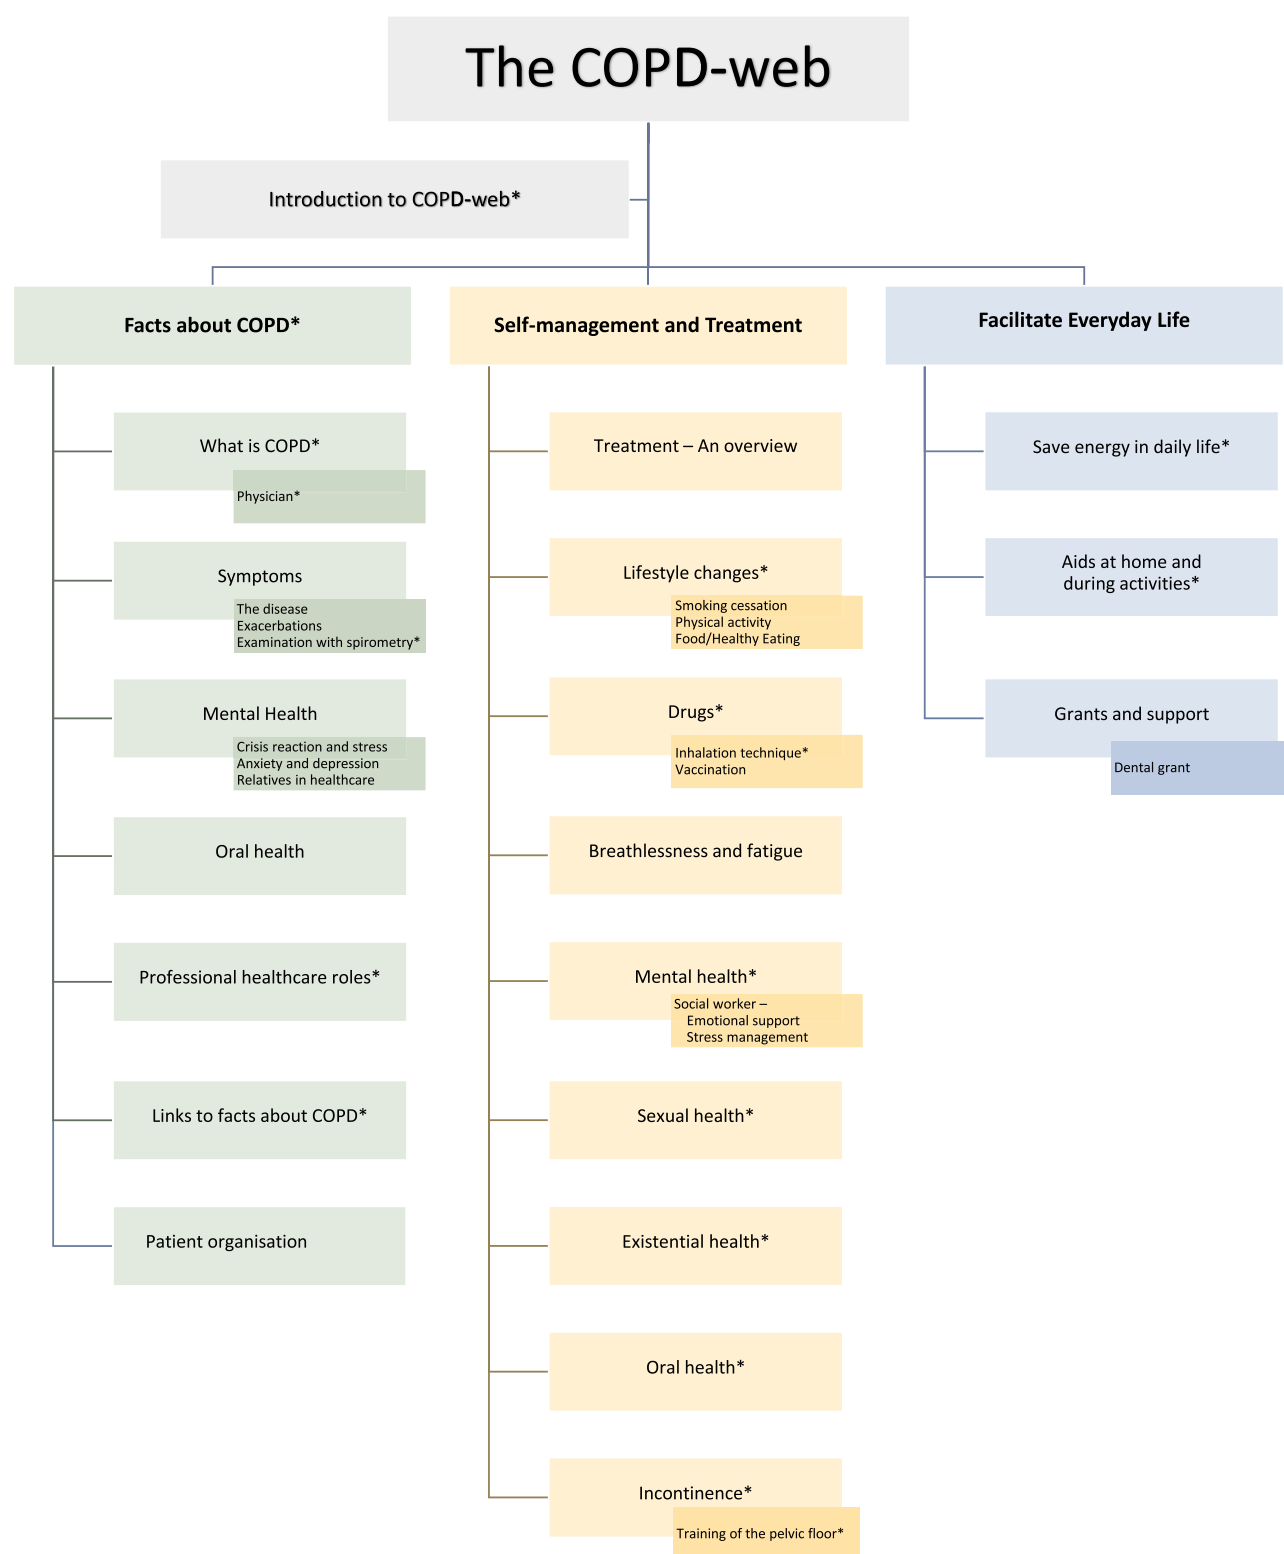 The COPD-web
Introduction to COPD-web*
Facts about COPD*
What is COPD*
Physician*
Symptoms
The disease
Exacerbations
Examination with spirometry*
Mental Health
Crisis reaction and stress
Anxiety and depression
Relatives in healthcare
Oral health
Professional healthcare roles*
Links to facts about COPD*
Patient organisation
Self-management and Treatment
Treatment – An overview
Lifestyle changes*
Smoking cessation
Physical activity
Food/Healthy Eating
Drugs*
Inhalation technique*
Vaccination
Breathlessness and fatigue
Mental health*
Social worker –
Emotional support
Stress management
Sexual health*
Existential health*
Oral health*
Incontinence*
Training of the pelvic floor*
Facilitate Everyday Life
Save energy in daily life*
Aids at home and
during activities*
Grants and support
Dental grant